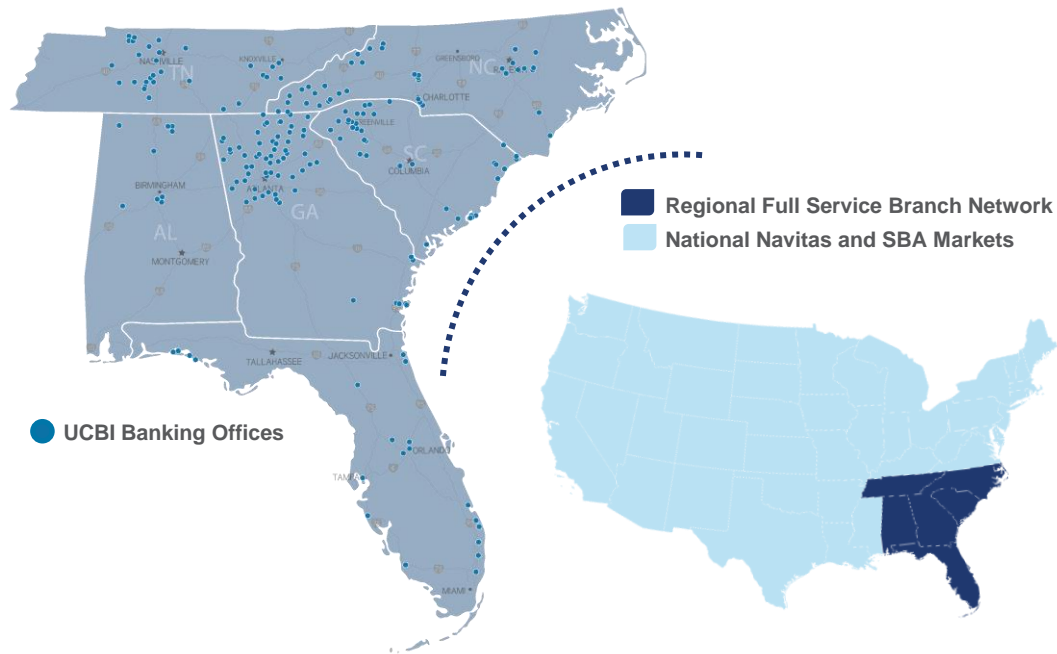 NASHVILLE
TN
KNOXVILLE
GREENSBORO
NC
CHARLOTTE
GREENVILLE
SC
COLUMBIA
ATLANTA
GA
BIRMINGHAM
AL
MONTGOMERY
TALLAHASSEE
JACKSONVILLE
ORLANDO
TAMPA
MIAMI
UCBI Banking Offices
Regional Full Service Branch Network
National Navitas and SBA Markets